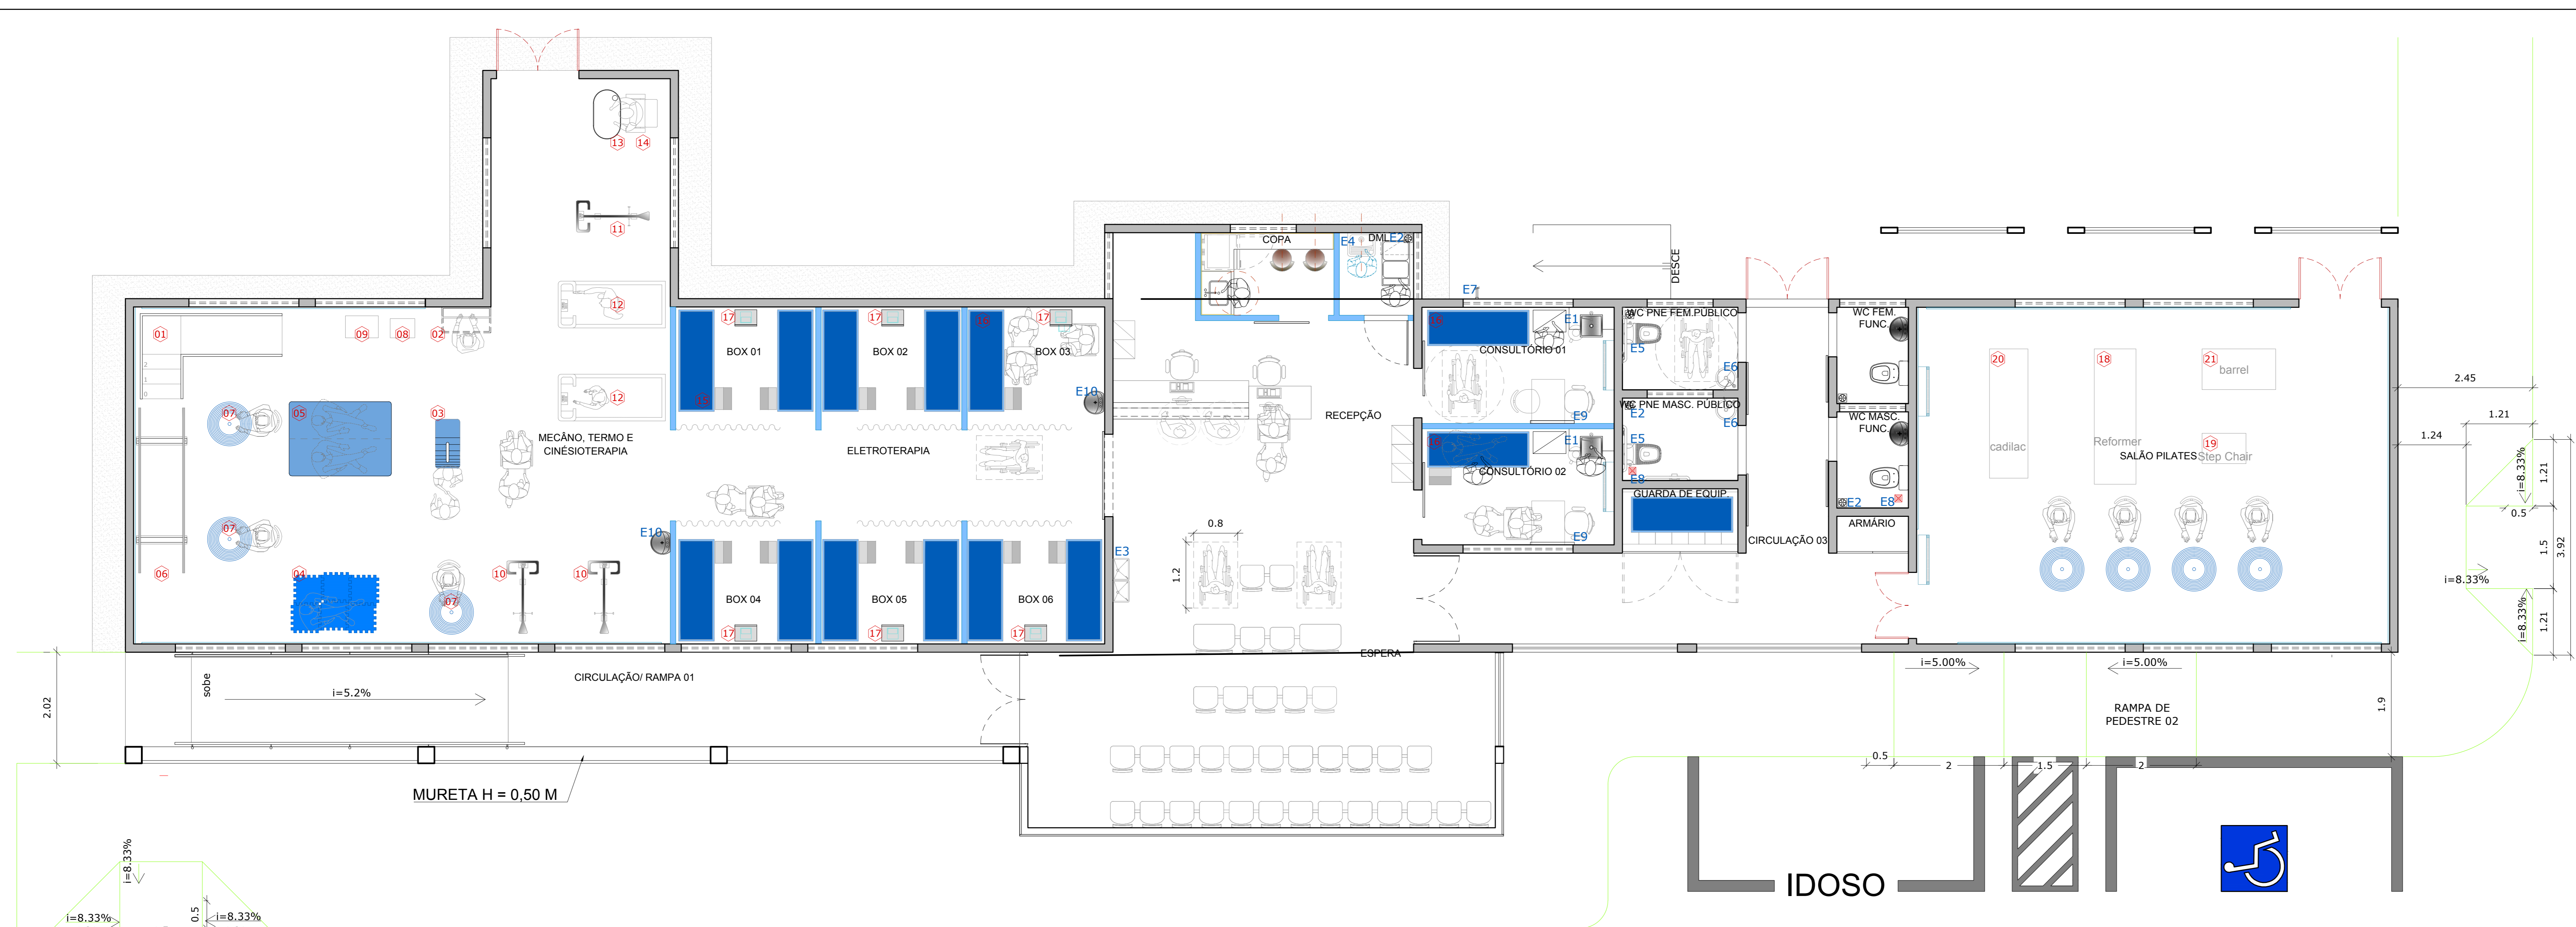 13
14
11
COPA
E4
DML
E2
DESCE
E7
12
01
09
08
02
17
17
16
17
BOX 01
BOX 02
BOX 03
E1
CONSULTÓRIO 01
WC PNE FEM.PÚBLICO
E5
E6
WC FEM.
FUNC.
20
18
21
barrel
2.45
07
05
03
12
15
E10
MECÂNO, TERMO E
CINÉSIOTERAPIA
ELETROTERAPIA
RECEPÇÃO
E9
E1
CONSULTÓRIO 02
WC PNE MASC. PÚBLICO
E2
E6
E5
E8
WC MASC.
FUNC.
cadilac
Reformer
19
SALÃO PILATES
Step Chair
1.21
1.24
i=8.33%
1.21
0.5
2
1
07
E10
0.8
1.2
E3
E9
GUARDA DE EQUIP.
E2
E8
ARMÁRIO
CIRCULAÇÃO 03
1.5
3.92
i=8.33%
06
04
10
10
07
BOX 04
BOX 05
BOX 06
17
17
17
i=8.33%
1.21
ESPERA
sobe
i=5.2%
CIRCULAÇÃO/ RAMPA 01
2.02
i=5.00%
i=5.00%
RAMPA DE
PEDESTRE 02
1.9
0.5
2
1.5
2
MURETA H = 0,50 M
IDOSO
i=8.33%
i=8.33%
0.5
i=8.33%